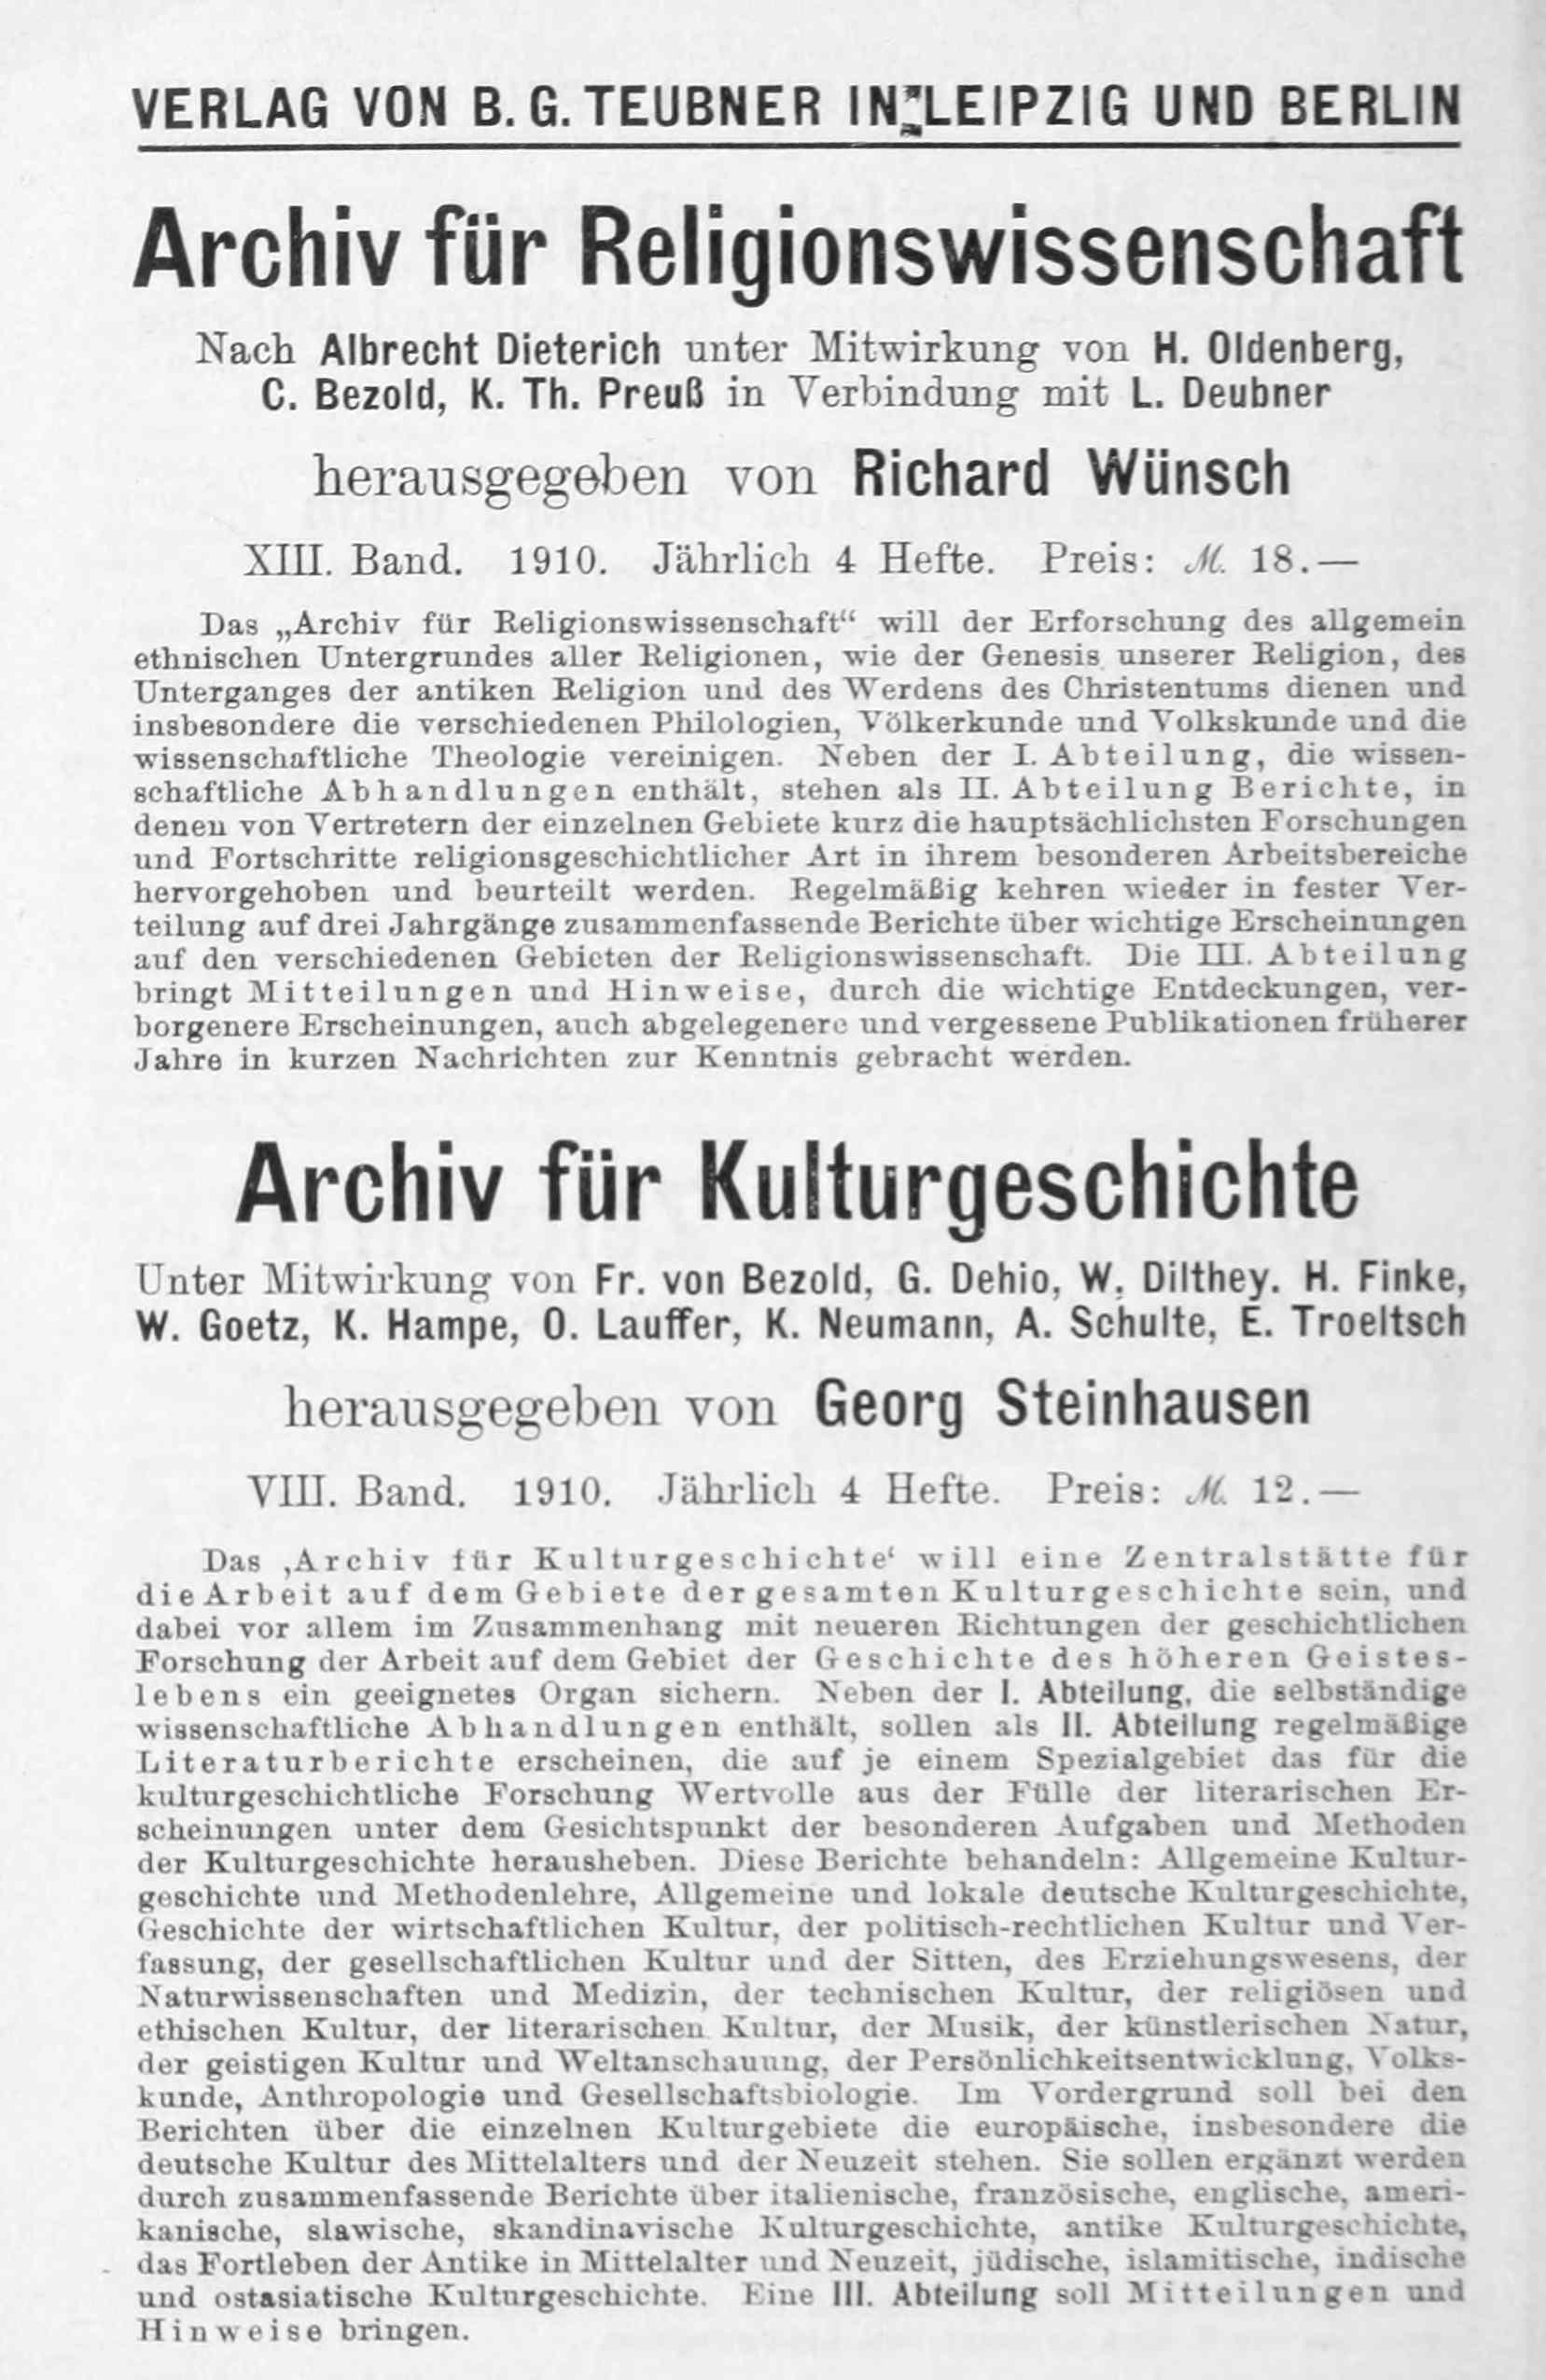 VERLAG VON B. G. TEUBNER IN LEIPZIG UND BERLIN
Archiv für Religionswissenschaft
Nach Albrecht Dieterich unter Mitwirkung von H. Oldenberg,
C. Bezold, K. Th. Preuß in Verbindung mit L. Deubner
herausgegeben von Richard Wünsch
XIII. Band. 1910. Jährlich 4 Hefte. Preis: M. 18.—
Das „Archiv für Religionswissenschaft“ will der Erforschung des allgemein
ethnischen Untergrundes aller Religionen, wie der Genesis unserer Religion, des
Unterganges der antiken Religion und des Werdens des Christentums dienen und
insbesondere die verschiedenen Philologien, Völkerkunde und Volkskunde und die
wissenschaftliche Theologie vereinigen. Neben der I. Abteilung, die wissen-
schaftliche Abhandlungen enthält, stehen als II. Abteilung Berichte, in
denen von Vertretern der einzelnen Gebiete kurz die hauptsächlichsten Forschungen
und Fortschritte religionsgeschichtlicher Art in ihrem besonderen Arbeitsbereiche
hervorgehoben und beurteilt werden. Regelmäßig kehren wieder in fester Ver-
teilung auf drei Jahrgänge zusammenfassende Berichte über wichtige Erscheinungen
auf den verschiedenen Gebieten der Religionswissenschaft. Die III. Abteilung
bringt Mitteilungen und Hinweise, durch die wichtige Entdeckungen, ver-
borgenere Erscheinungen, auch abgelegenere und vergessene Publikationen früherer
Jahre in kurzen Nachrichten zur Kenntnis gebracht werden.
Archiv für Kulturgeschichte
Unter Mitwirkung von Fr. von Bezold, G. Dehio, W. Dilthey. H. Finke,
W. Goetz, K. Hampe, O. Lauffer, K. Neumann, A. Schulte, E. Troeltsch
herausgegeben von Georg Steinhausen
VIII. Band. 1910. Jährlich 4 Hefte. Preis: M. 12.—
Das ‚Archiv für Kulturgeschichte‘ will eine Zentralstätte für
die Arbeit auf dem Gebiete der gesamten Kulturgeschichte sein, und
dabei vor allem im Zusammenhang mit neueren Richtungen der geschichtlichen
Forschung der Arbeit auf dem Gebiet der Geschichte des höheren Geistes-
lebens ein geeignetes Organ sichern. Neben der I. Abteilung, die selbständige
wissenschaftliche Abhandlungen enthält, sollen als II. Abteilung regelmäßige
Literaturberichte erscheinen, die auf je einem Spezialgebiet das für die
kulturgeschichtliche Forschung Wertvolle aus der Fülle der literarischen Er-
scheinungen unter dem Gesichtspunkt der besonderen Aufgaben und Methoden
der Kulturgeschichte herausheben. Diese Berichte behandeln: Allgemeine Kultur-
geschichte und Methodenlehre, Allgemeine und lokale deutsche Kulturgeschichte,
Geschichte der wirtschaftlichen Kultur, der politisch-rechtlichen Kultur und Ver-
fassung, der gesellschaftlichen Kultur und der Sitten, des Erziehungswesens, der
Naturwissenschaften und Medizin, der technischen Kultur, der religiösen und
ethischen Kultur, der literarischen Kultur, der Musik, der künstlerischen Natur,
der geistigen Kultur und Weltanschauung, der Persönlichkeitsentwicklung, Volks-
kunde, Anthropologie und Gesellschaftsbiologie. Im Vordergrund soll bei den
Berichten über die einzelnen Kulturgebiete die europäische, insbesondere die
deutsche Kultur des Mittelalters und der Neuzeit stehen. Sie sollen ergänzt werden
durch zusammenfassende Berichte über italienische, französische, englische, ameri-
kanische, slawische, skandinavische Kulturgeschichte, antike Kulturgeschichte,
das Fortleben der Antike in Mittelalter und Neuzeit, jüdische, islamitische, indische
und ostasiatische Kulturgeschichte. Eine III. Abteilung soll Mitteilungen und
Hinweise bringen.